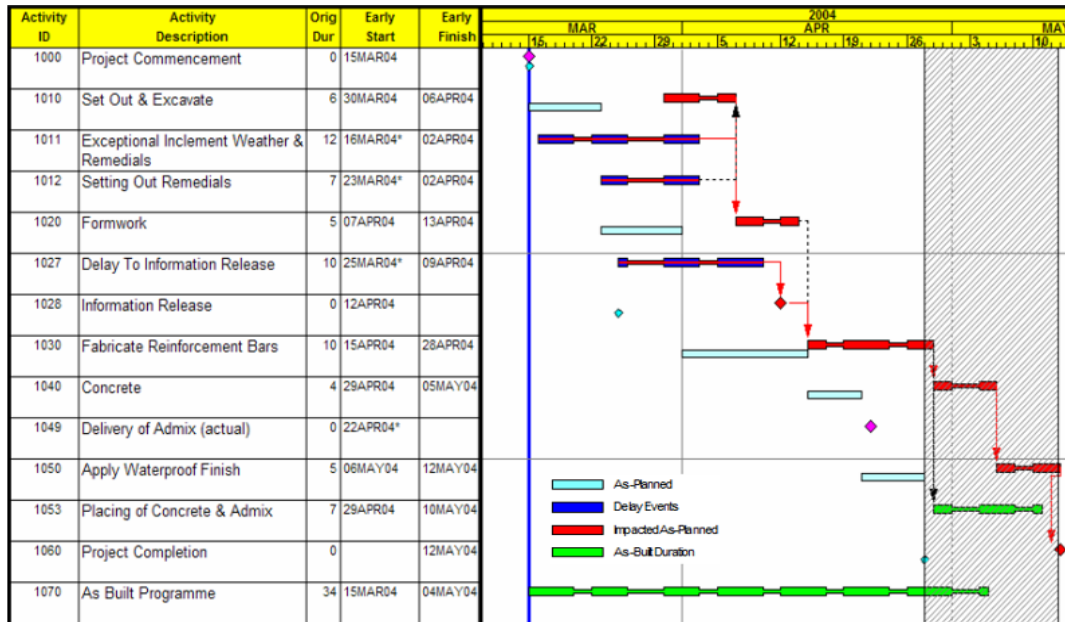 Activity Activity Orig Early Early 2004
ID Description Dur Start Finish MAR APR MAY
15 22 29 5 12 19 26 3 10
1000 Project Commencement 0 15MAR04
1010 Set Out & Excavate 6 30MAR04 06APR04
1011 Exceptional Inclement Weather & 12 16MAR04* 02APR04
Remedials
1012 Setting Out Remedials 7 23MAR04* 02APR04
1020 Formwork 5 07APR04 13APR04
1027 Delay To Information Release 10 25MAR04* 09APR04
1028 Information Release 0 12APR04
1030 Fabricate Reinforcement Bars 10 15APR04 28APR04
1040 Concrete 4 29APR04 05MAY04
1049 Delivery of Admix (actual) 0 22APR04*
1050 Apply Waterproof Finish 5 06MAY04 12MAY04
1053 Placing of Concrete & Admix 7 29APR04 10MAY04
1060 Project Completion 0 12MAY04
1070 As Built Programme 34 15MAR04 04MAY04
As-Planned
Delay Events
Impacted As-Planned
As-Built Duration